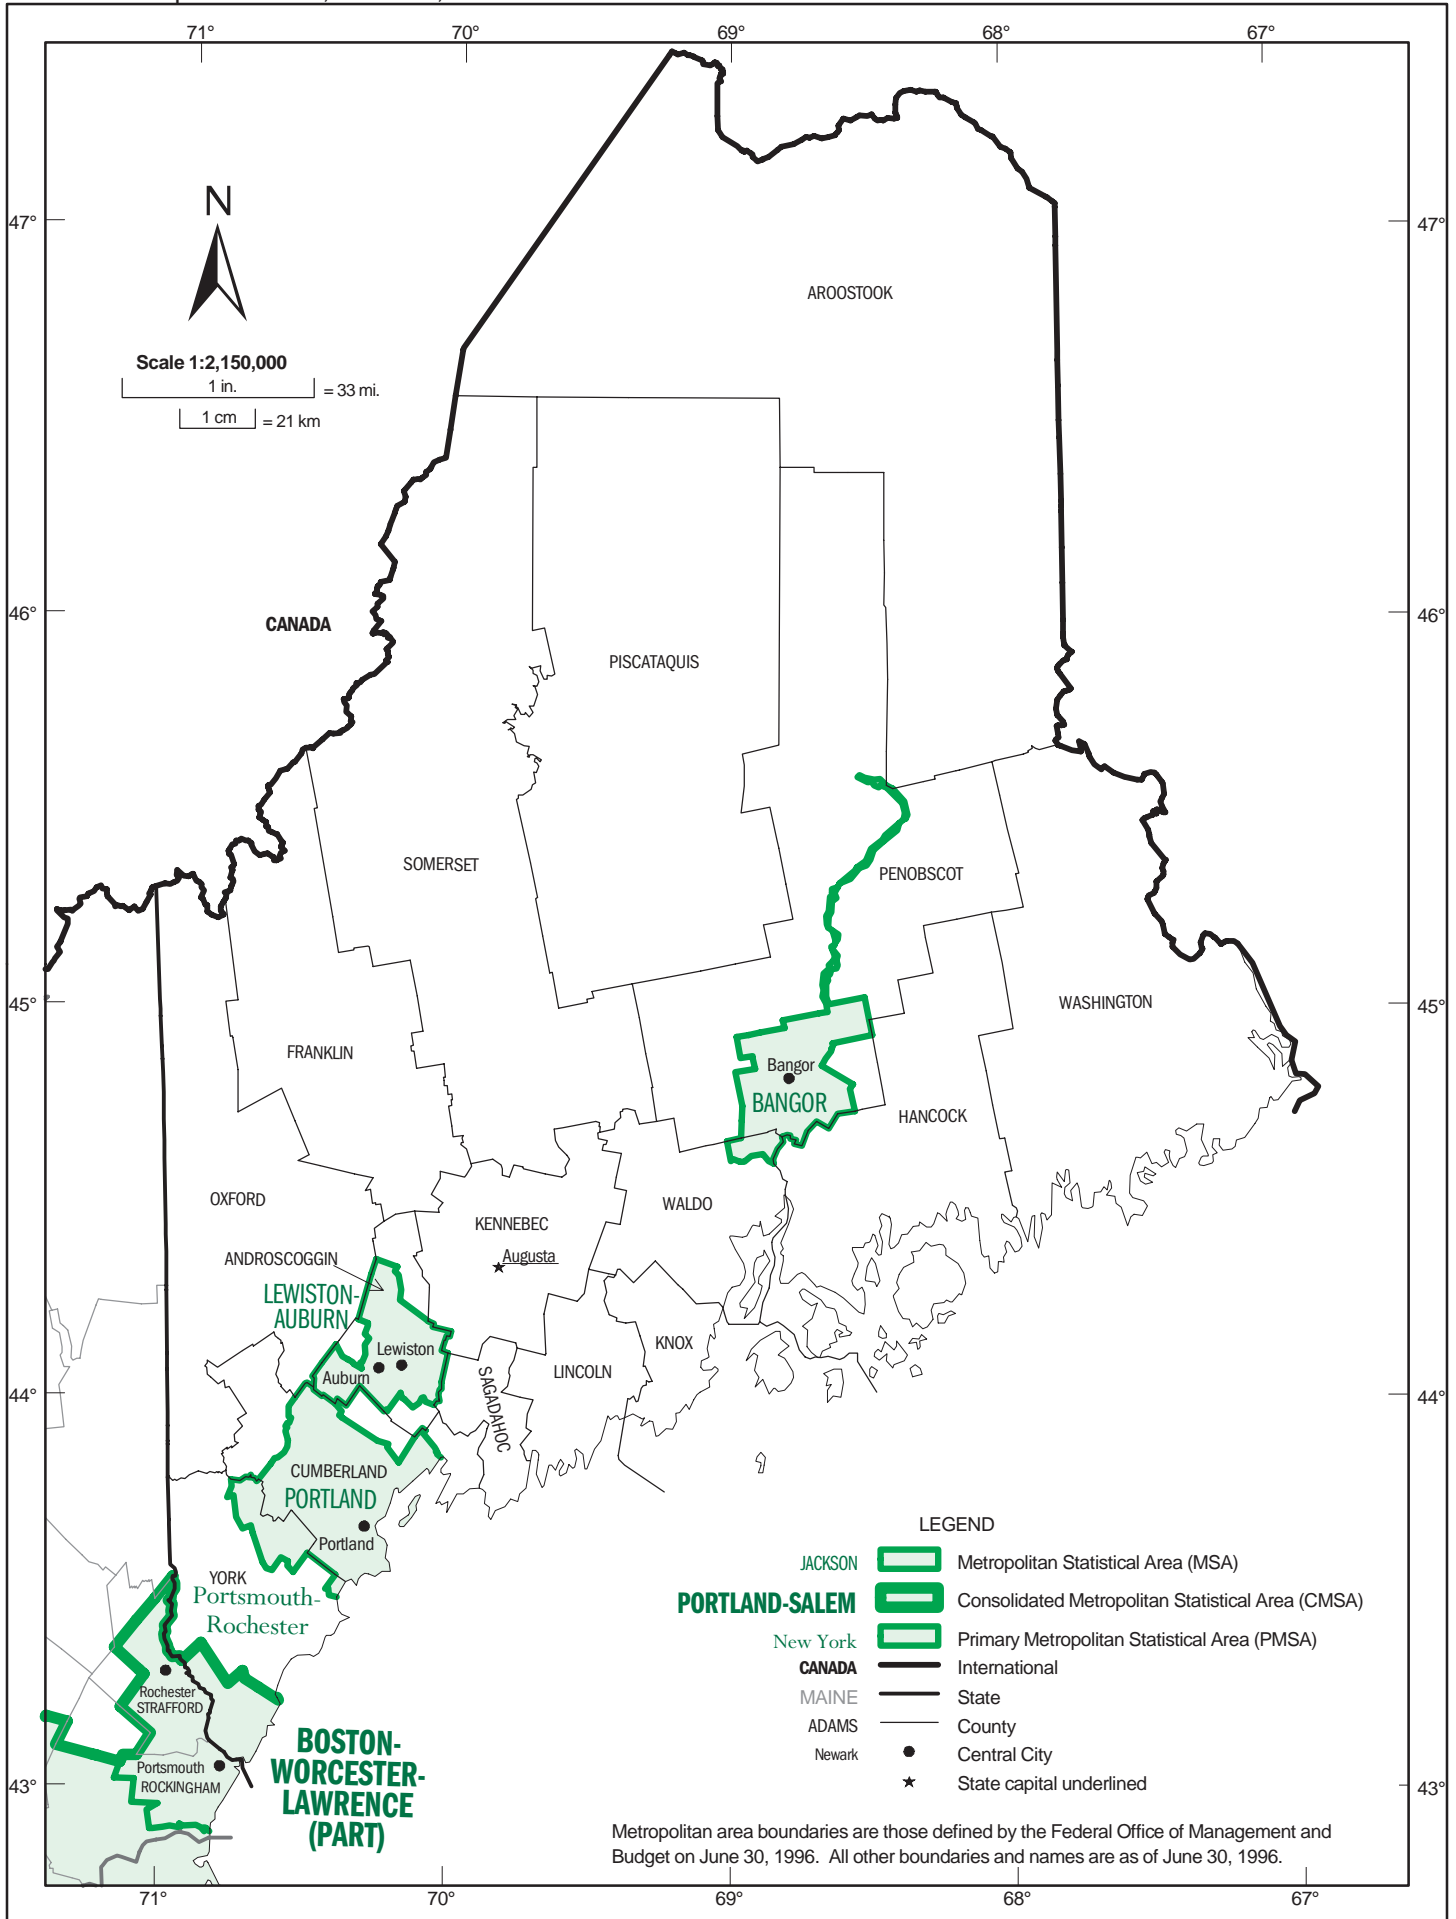 71°
70°
69°
68°
67°
N
47°
47°
AROOSTOOK
Scale 1:2,150,000
1 in.
= 33 mi.
1 cm
= 21 km
46°
46°
CANADA
PISCATAQUIS
SOMERSET
PENOBSCOT
45°
45°
WASHINGTON
FRANKLIN
Bangor
BANGOR
HANCOCK
OXFORD
WALDO
KENNEBEC
Augusta
ANDROSCOGGIN
LEWISTON-
AUBURN
Lewiston
Auburn
KNOX
LINCOLN
SAGADAHOC
44°
44°
CUMBERLAND
PORTLAND
Portland
YORK
Portsmouth-
Rochester
Rochester
STRAFFORD
Portsmouth
ROCKINGHAM
BOSTON-
WORCESTER-
LAWRENCE
(PART)
43°
43°
LEGEND
JACKSON Metropolitan Statistical Area (MSA)
PORTLAND-SALEM Consolidated Metropolitan Statistical Area (CMSA)
New York Primary Metropolitan Statistical Area (PMSA)
CANADA International
MAINE State
ADAMS County
Newark Central City
State capital underlined
Metropolitan area boundaries are those defined by the Federal Office of Management and
Budget on June 30, 1996. All other boundaries and names are as of June 30, 1996.
71°
70°
69°
68°
67°